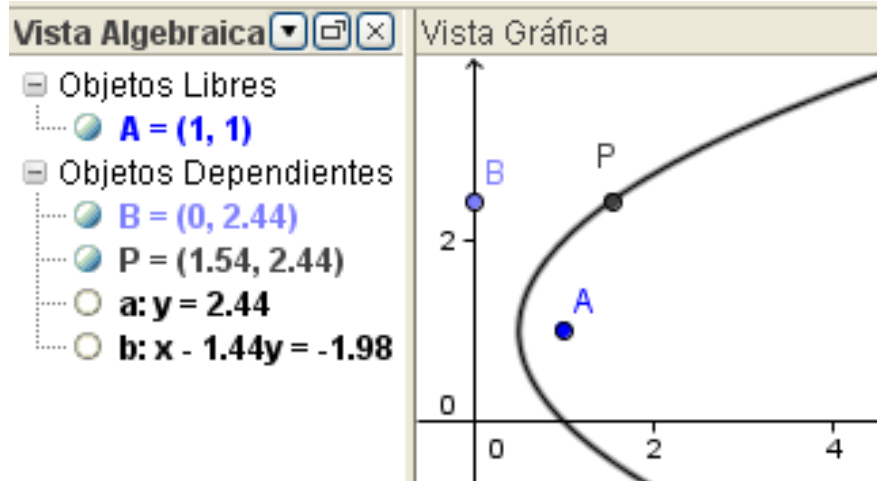 Vista Algebraica
Objetos Libres
A = (1, 1)
Objetos Dependientes
B = (0, 2.44)
P = (1.54, 2.44)
a: y = 2.44
b: x - 1.44y = -1.98
Vista Gráfica
P
B
2
A
0
0 2 4